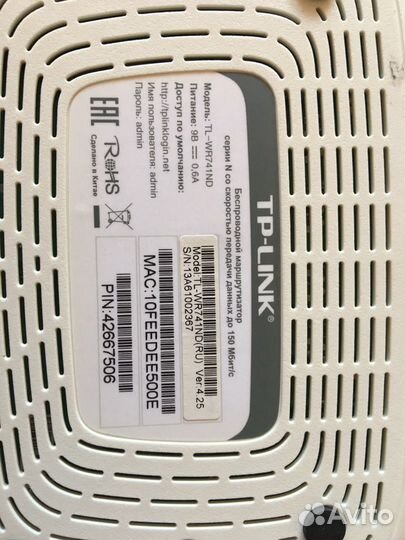 TP-LINK®
Беспроводной маршрутизатор
серии N со скоростью передачи данных до 150 Мбит/с
Модель: TL-WR741ND
Питание: 9В ⎓ 0,6А
Доступ по умолчанию:
http://tplinklogin.net
Имя пользователя: admin
Пароль: admin
EAC
RoHS
Сделано в Китае
Model:TL-WR741ND(RU) Ver:4.25
S/N:13A61002367
MAC:10FEEDEE500E
PIN:42667506
Avito